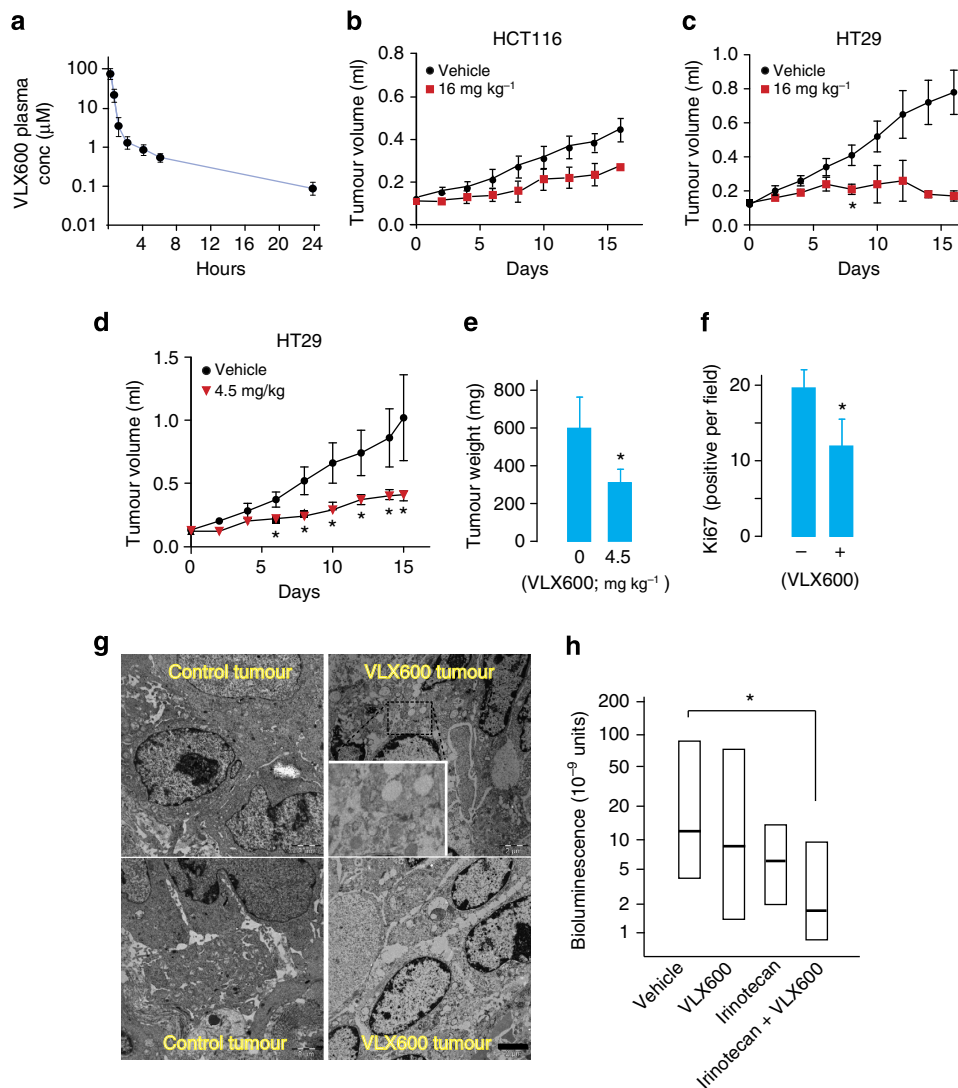 a
VLX600 plasma
conc (μM)
100
10
1
0.1
0.01
4
8
12
16
20
24
Hours
b
HCT116
Vehicle
16 mg kg⁻¹
Tumour volume (ml)
0.8
0.6
0.4
0.2
0.0
0
5
10
15
Days
c
HT29
Vehicle
16 mg kg⁻¹
Tumour volume (ml)
1.0
0.8
0.6
0.4
0.2
0.0
*
0
5
10
15
Days
d
HT29
Vehicle
4.5 mg/kg
Tumour volume (ml)
1.5
1.0
0.5
0.0
* * * * * *
0
5
10
15
Days
e
Tumour weight (mg)
800
600
400
200
*
0
4.5
(VLX600; mg kg⁻¹ )
f
Ki67 (positive per field)
20
10
0
*
− +
(VLX600)
g
Control tumour
VLX600 tumour
Control tumour
VLX600 tumour
h
Bioluminescence (10⁻⁹ units)
200
100
50
20
10
5
2
1
*
Vehicle
VLX600
Irinotecan
Irinotecan + VLX600